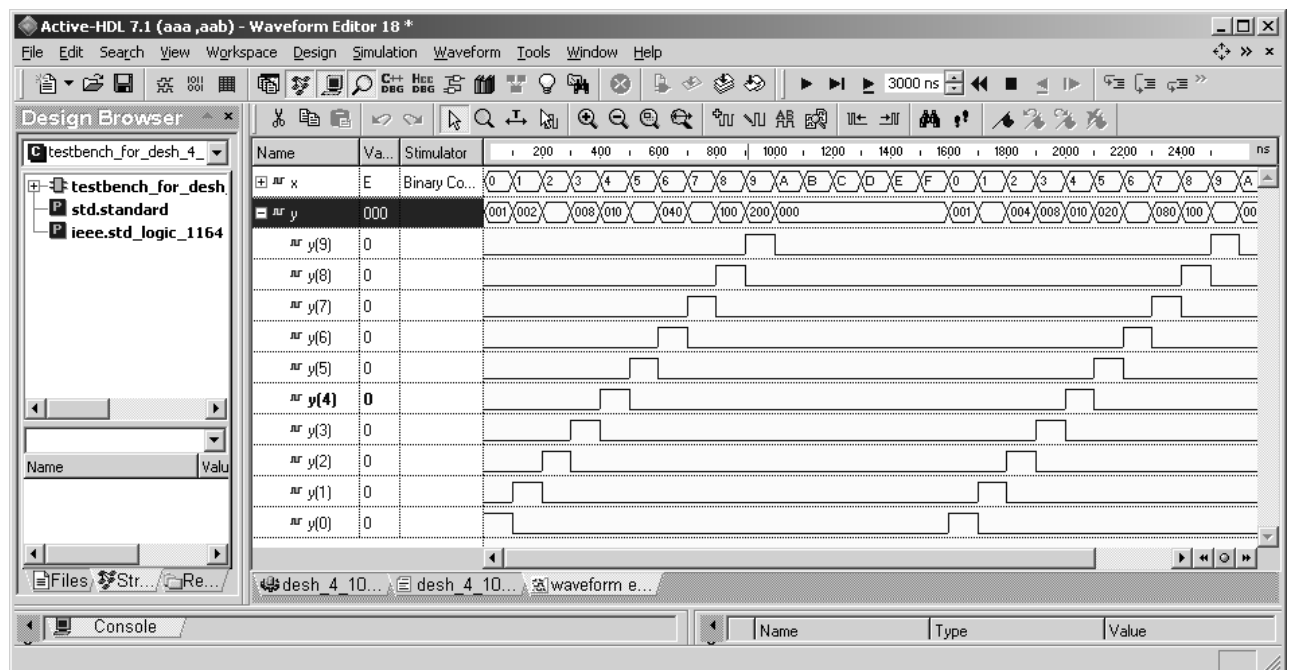 Active-HDL 7.1 (aaa ,aab) - Waveform Editor 18 *
File Edit Search View Workspace Design Simulation Waveform Tools Window Help
C++ DBG HCC DBG 3000 ns
Design Browser
testbench_for_desh_4_
testbench_for_desh
std.standard
ieee.std_logic_1164
Name Valu
Files Str... Re...
Name Va... Stimulator 200 400 600 800 1000 1200 1400 1600 1800 2000 2200 2400 ns
x E Binary Co... 0 1 2 3 4 5 6 7 8 9 A B C D E F 0 1 2 3 4 5 6 7 8 9 A
y 000 001 002 008 010 040 100 200 000 001 004 008 010 020 080 100 00
y(9) 0
y(8) 0
y(7) 0
y(6) 0
y(5) 0
y(4) 0
y(3) 0
y(2) 0
y(1) 0
y(0) 0
desh_4_10... desh_4_10... waveform e...
Console
Name Type Value